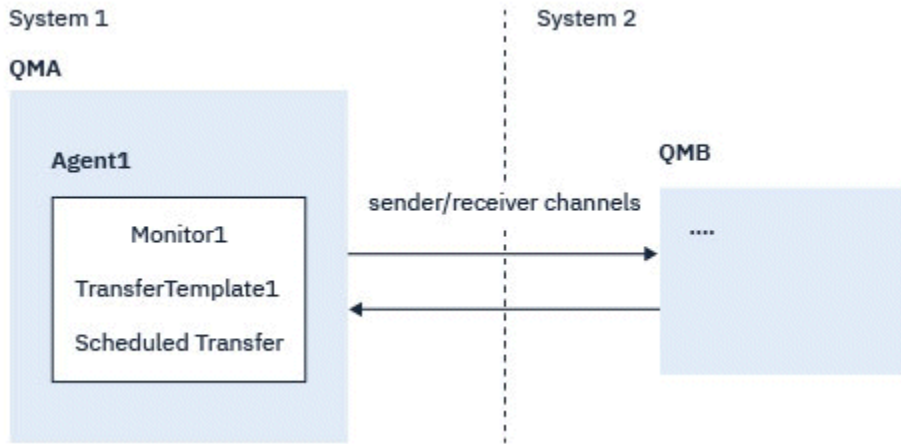 System 1
System 2
QMA
Agent1
QMB
Monitor1
TransferTemplate1
Scheduled Transfer
sender/receiver channels
....